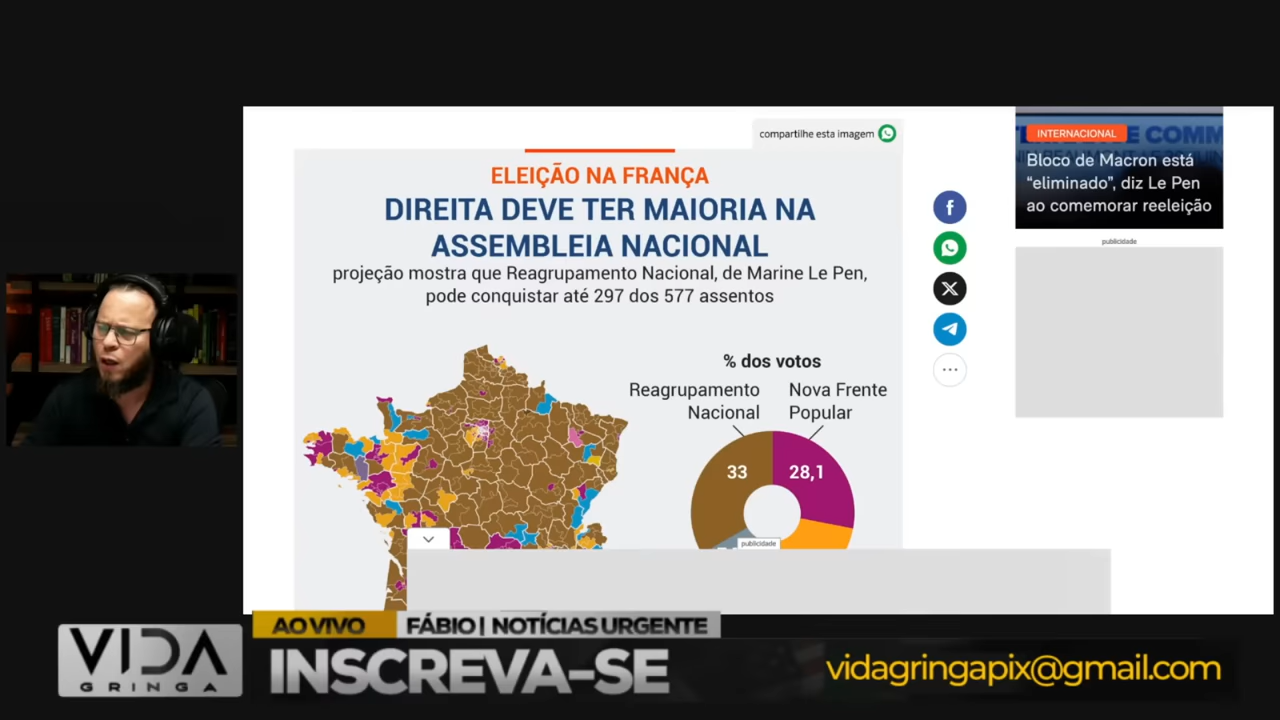 compartilhe esta imagem
ELEIÇÃO NA FRANÇA
DIREITA DEVE TER MAIORIA NA
ASSEMBLEIA NACIONAL
projeção mostra que Reagrupamento Nacional, de Marine Le Pen,
pode conquistar até 297 dos 577 assentos
% dos votos
Reagrupamento
Nacional
Nova Frente
Popular
33
28,1
publicidade
INTERNACIONAL
Bloco de Macron está
“eliminado”, diz Le Pen
ao comemorar reeleição
publicidade
AO VIVO
FÁBIO | NOTÍCIAS URGENTE
VIDA
GRINGA
INSCREVA-SE
vidagringapix@gmail.com